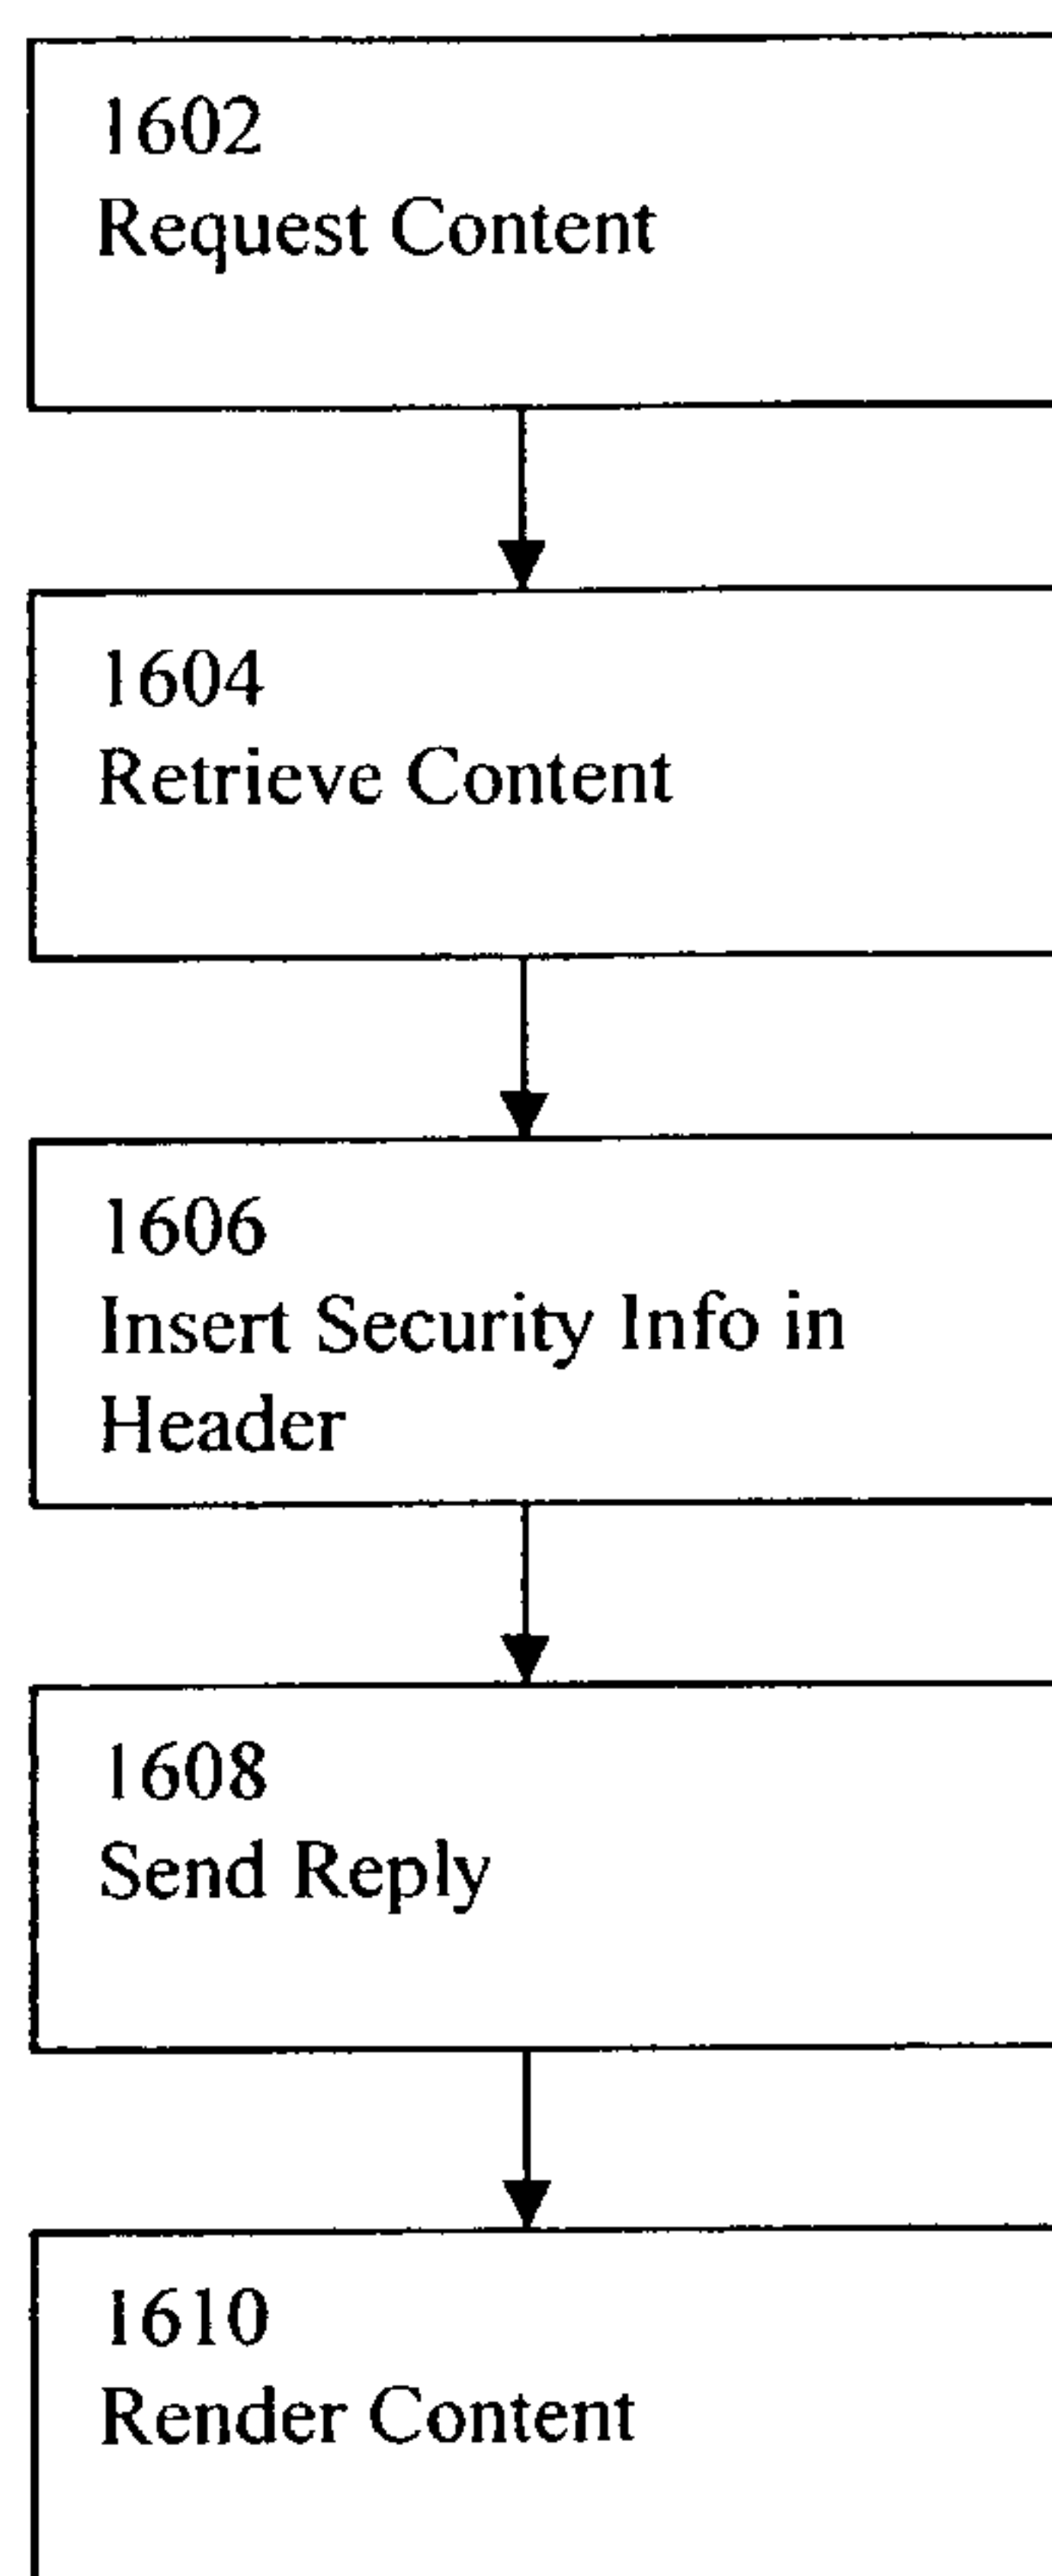 1602
Request Content
1604
Retrieve Content
1606
Insert Security Info in
Header
1608
Send Reply
1610
Render Content